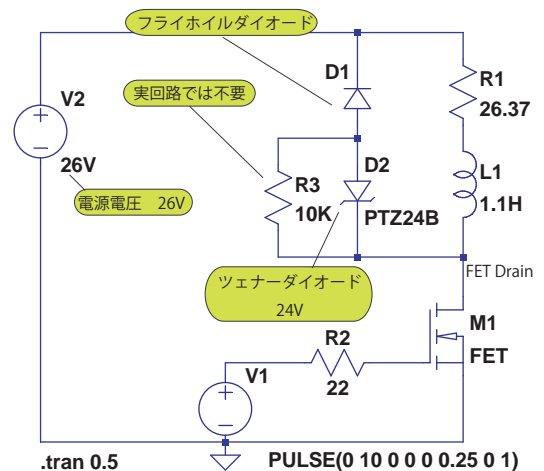 フライホイルダイオード
D1
R1
26.37
実回路では不要
V2
26V
電源電圧　26V
D2
PTZ24B
R3
10K
L1
1.1H
FET Drain
ツェナーダイオード
24V
M1
FET
R2
22
V1
.tran 0.5
PULSE(0 10 0 0 0 0.25 0 1)